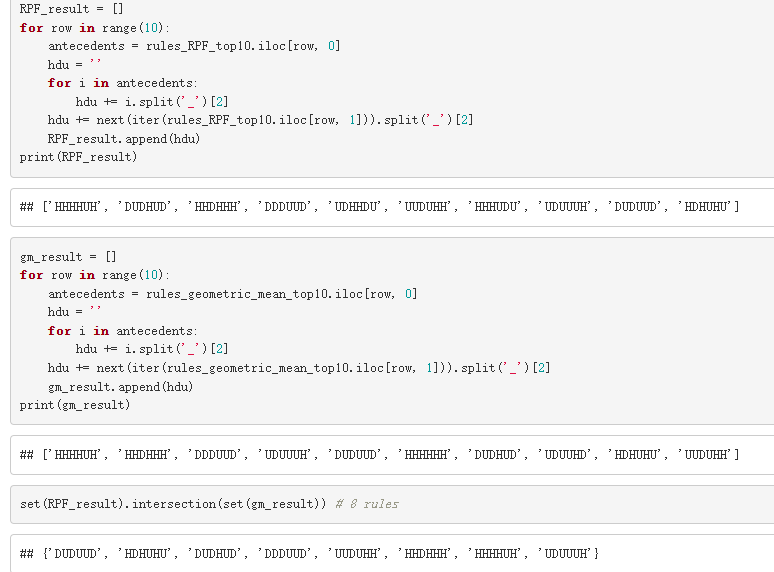 RPF_result = []
for row in range(10):
    antecedents = rules_RPF_top10.iloc[row, 0]
    hdu = ''
    for i in antecedents:
        hdu += i.split('_')[2]
    hdu += next(iter(rules_RPF_top10.iloc[row, 1])).split('_')[2]
    RPF_result.append(hdu)
print(RPF_result)
## ['HHHHUH', 'DUDHUD', 'HHDHHH', 'DDDUUD', 'UDHHDU', 'UUDUHH', 'HHHUDU', 'UDUUUH', 'DUDUUD', 'HDHUHU']
gm_result = []
for row in range(10):
    antecedents = rules_geometric_mean_top10.iloc[row, 0]
    hdu = ''
    for i in antecedents:
        hdu += i.split('_')[2]
    hdu += next(iter(rules_geometric_mean_top10.iloc[row, 1])).split('_')[2]
    gm_result.append(hdu)
print(gm_result)
## ['HHHHUH', 'HHDHHH', 'DDDUUD', 'UDUUUH', 'DUDUUD', 'HHHHHH', 'DUDHUD', 'UDUUHD', 'HDHUHU', 'UUDUHH']
set(RPF_result).intersection(set(gm_result)) # 8 rules
## {'DUDUUD', 'HDHUHU', 'DUDHUD', 'DDDUUD', 'UUDUHH', 'HHDHHH', 'HHHHUH', 'UDUUUH'}